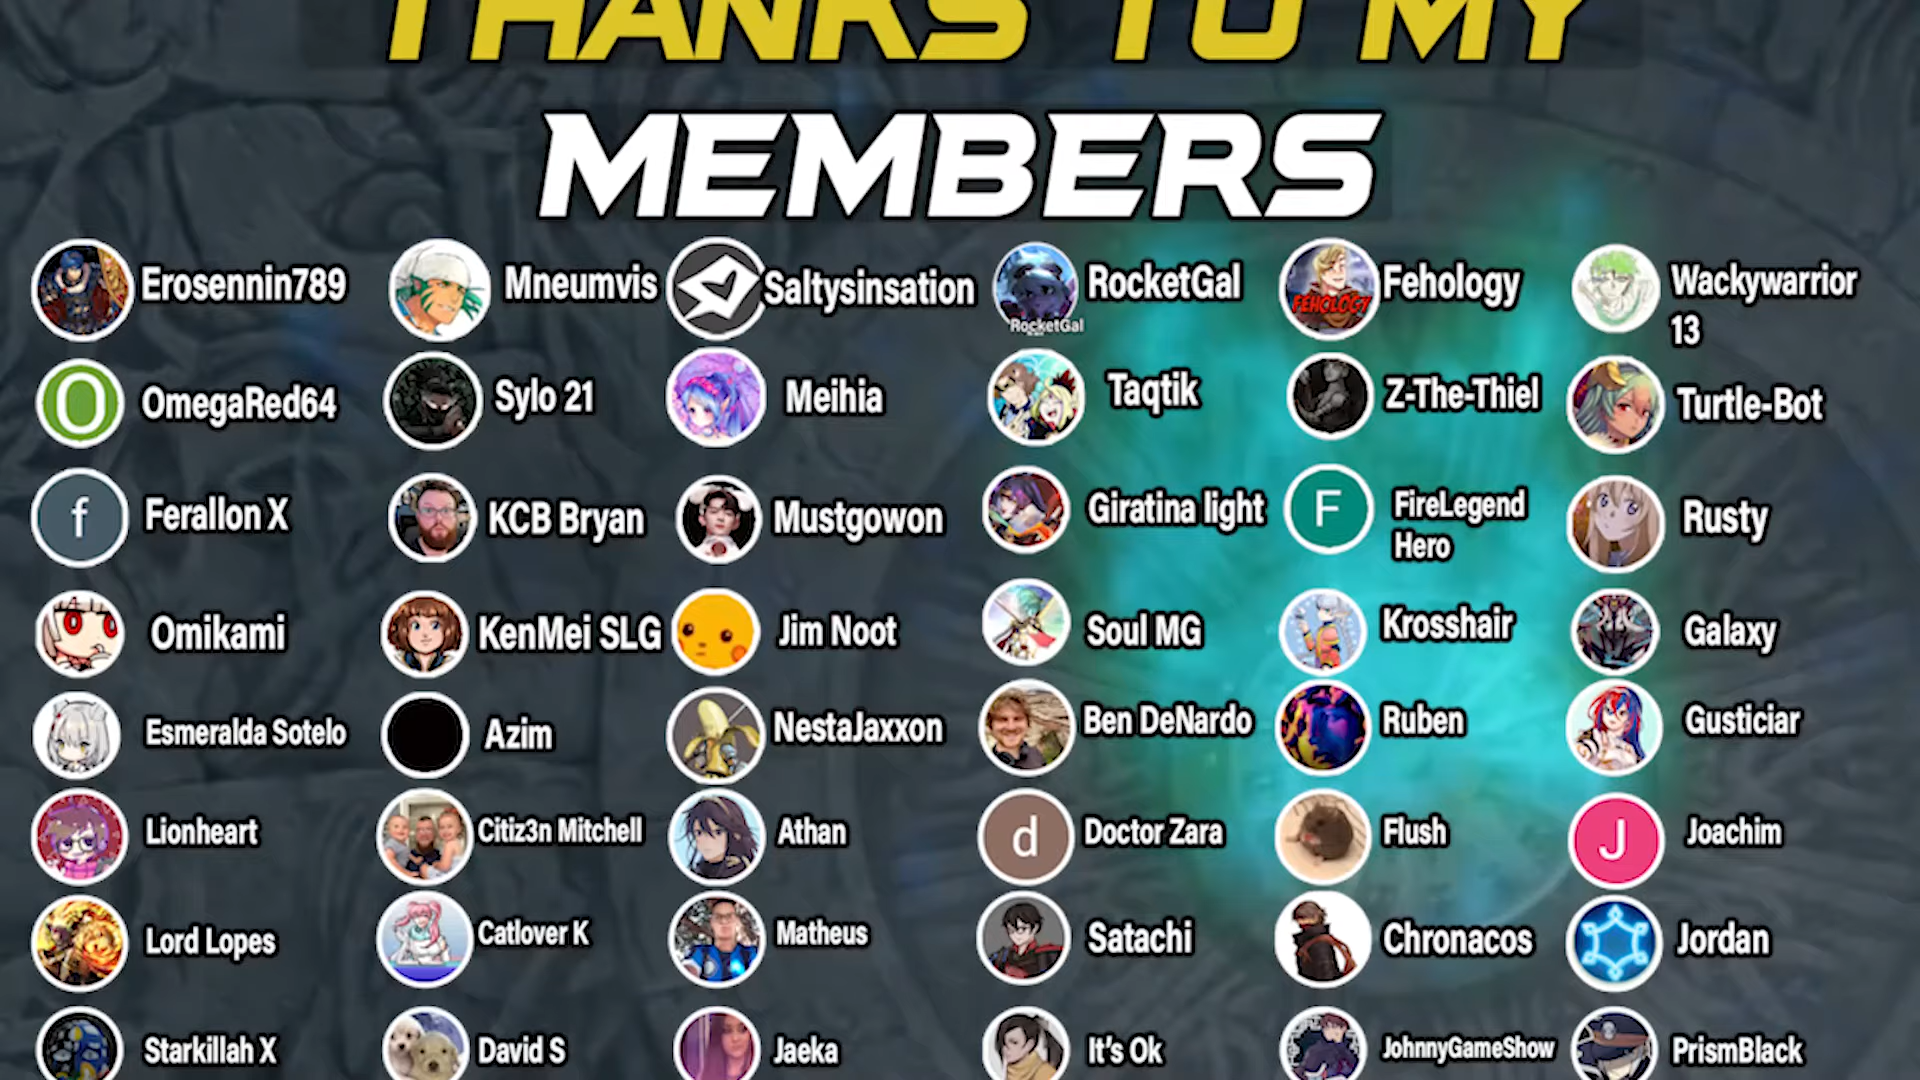 THANKS TO MY
MEMBERS
Erosennin789
Mneumvis
Saltysinsation
RocketGal
RocketGal
FEHOLOGY
Fehology
Wackywarrior
13
O
OmegaRed64
Sylo 21
Meihia
Taqtik
Z-The-Thiel
Turtle-Bot
f
Ferallon X
KCB Bryan
Mustgowon
Giratina light
F
FireLegend
Hero
Rusty
Omikami
KenMei SLG
Jim Noot
Soul MG
Krosshair
Galaxy
Esmeralda Sotelo
Azim
NestaJaxxon
Ben DeNardo
Ruben
Gusticiar
Lionheart
Citiz3n Mitchell
Athan
d
Doctor Zara
Flush
J
Joachim
Lord Lopes
Catlover K
Matheus
Satachi
Chronacos
Jordan
Starkillah X
David S
Jaeka
It's Ok
JohnnyGameShow
PrismBlack